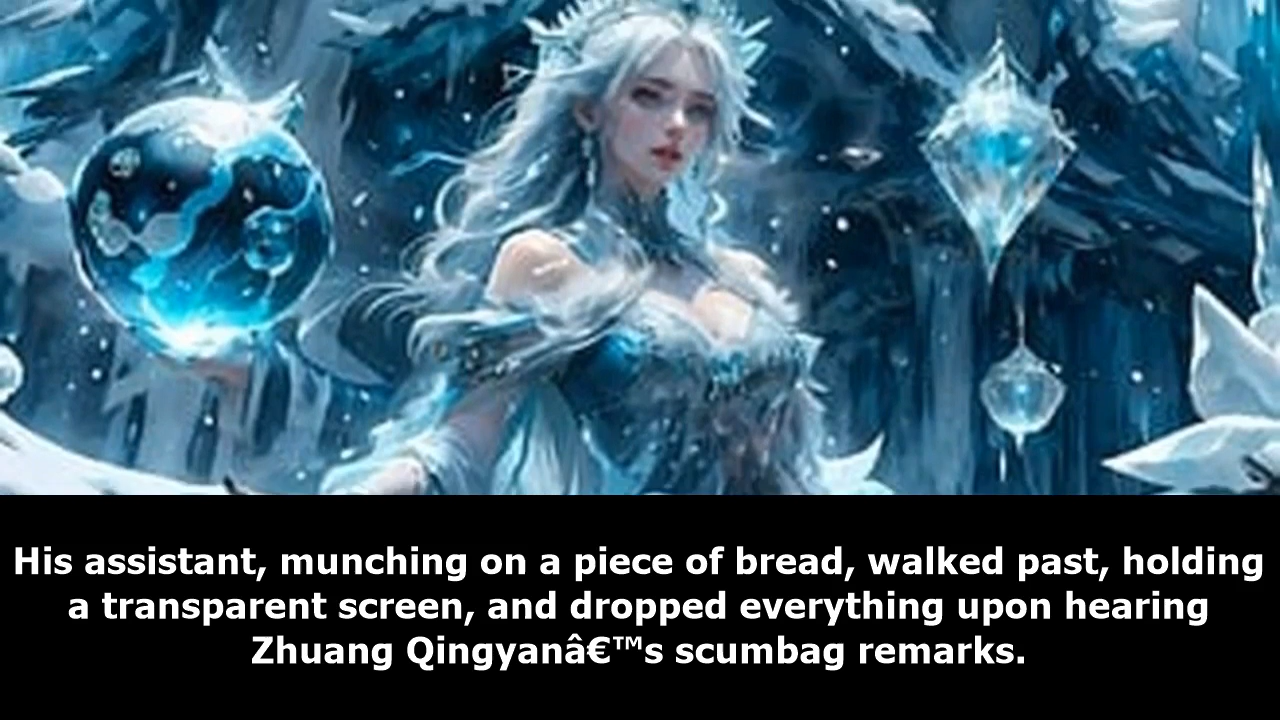 His assistant, munching on a piece of bread, walked past, holding
a transparent screen, and dropped everything upon hearing
Zhuang Qingyanâ€™s scumbag remarks.